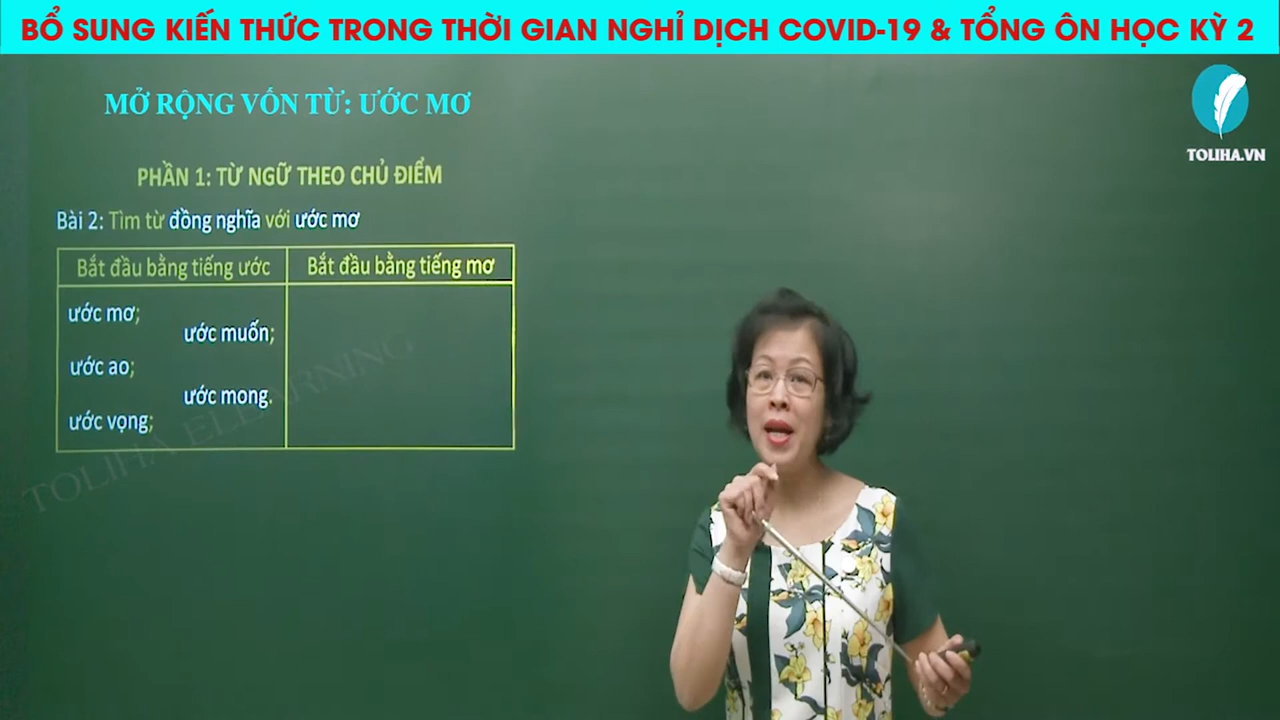 BỔ SUNG KIẾN THỨC TRONG THỜI GIAN NGHỈ DỊCH COVID-19 & TỔNG ÔN HỌC KỲ 2
MỞ RỘNG VỐN TỪ: ƯỚC MƠ
TOLIHA.VN
PHẦN 1: TỪ NGỮ THEO CHỦ ĐIỂM
Bài 2: Tìm từ đồng nghĩa với ước mơ
Bắt đầu bằng tiếng ước
Bắt đầu bằng tiếng mơ
ước mơ;
ước muốn;
ước ao;
ước mong.
ước vọng;
TOLIHA ELEARNING